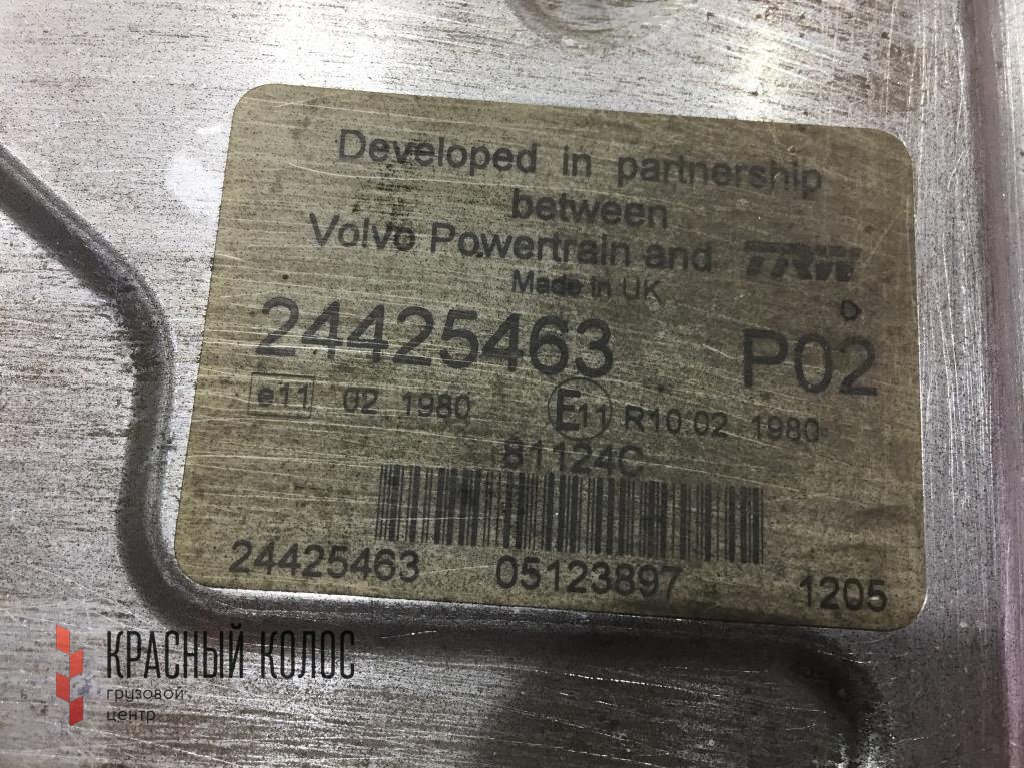 Developed in partnership
between
Volvo Powertrain and TRW
Made in UK
24425463 P02
e11 02 1980 E11 R10 02 1980
81124C
24425463 05123897 1205
КРАСНЫЙ КОЛОС
грузовой
центр